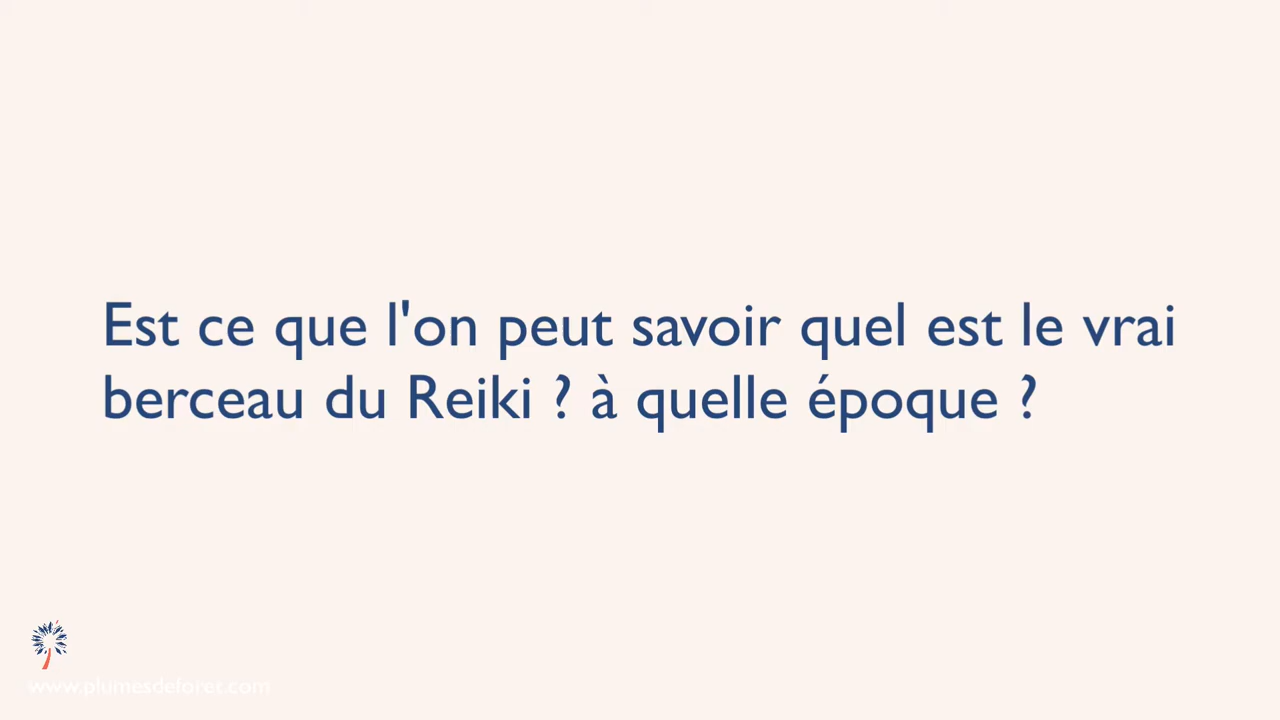 Est ce que l'on peut savoir quel est le vrai
berceau du Reiki ? à quelle époque ?
www.plumesdeforet.com